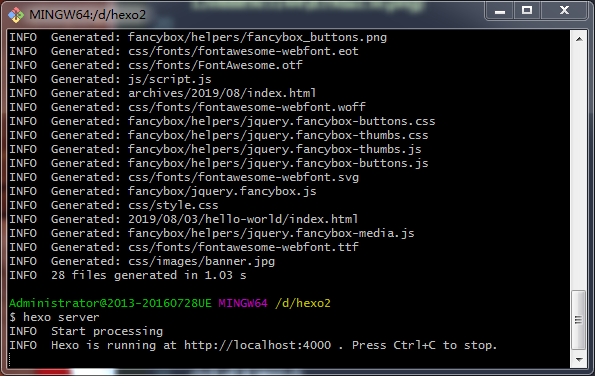 MINGW64:/d/hexo2
INFO  Generated: fancybox/helpers/fancybox_buttons.png
INFO  Generated: css/fonts/fontawesome-webfont.eot
INFO  Generated: css/fonts/FontAwesome.otf
INFO  Generated: js/script.js
INFO  Generated: archives/2019/08/index.html
INFO  Generated: css/fonts/fontawesome-webfont.woff
INFO  Generated: fancybox/helpers/jquery.fancybox-buttons.css
INFO  Generated: fancybox/helpers/jquery.fancybox-thumbs.css
INFO  Generated: fancybox/helpers/jquery.fancybox-thumbs.js
INFO  Generated: fancybox/helpers/jquery.fancybox-buttons.js
INFO  Generated: css/fonts/fontawesome-webfont.svg
INFO  Generated: fancybox/jquery.fancybox.js
INFO  Generated: css/style.css
INFO  Generated: 2019/08/03/hello-world/index.html
INFO  Generated: fancybox/helpers/jquery.fancybox-media.js
INFO  Generated: css/fonts/fontawesome-webfont.ttf
INFO  Generated: css/images/banner.jpg
INFO  28 files generated in 1.03 s
Administrator@2013-20160728UE MINGW64 /d/hexo2
$ hexo server
INFO  Start processing
INFO  Hexo is running at http://localhost:4000 . Press Ctrl+C to stop.